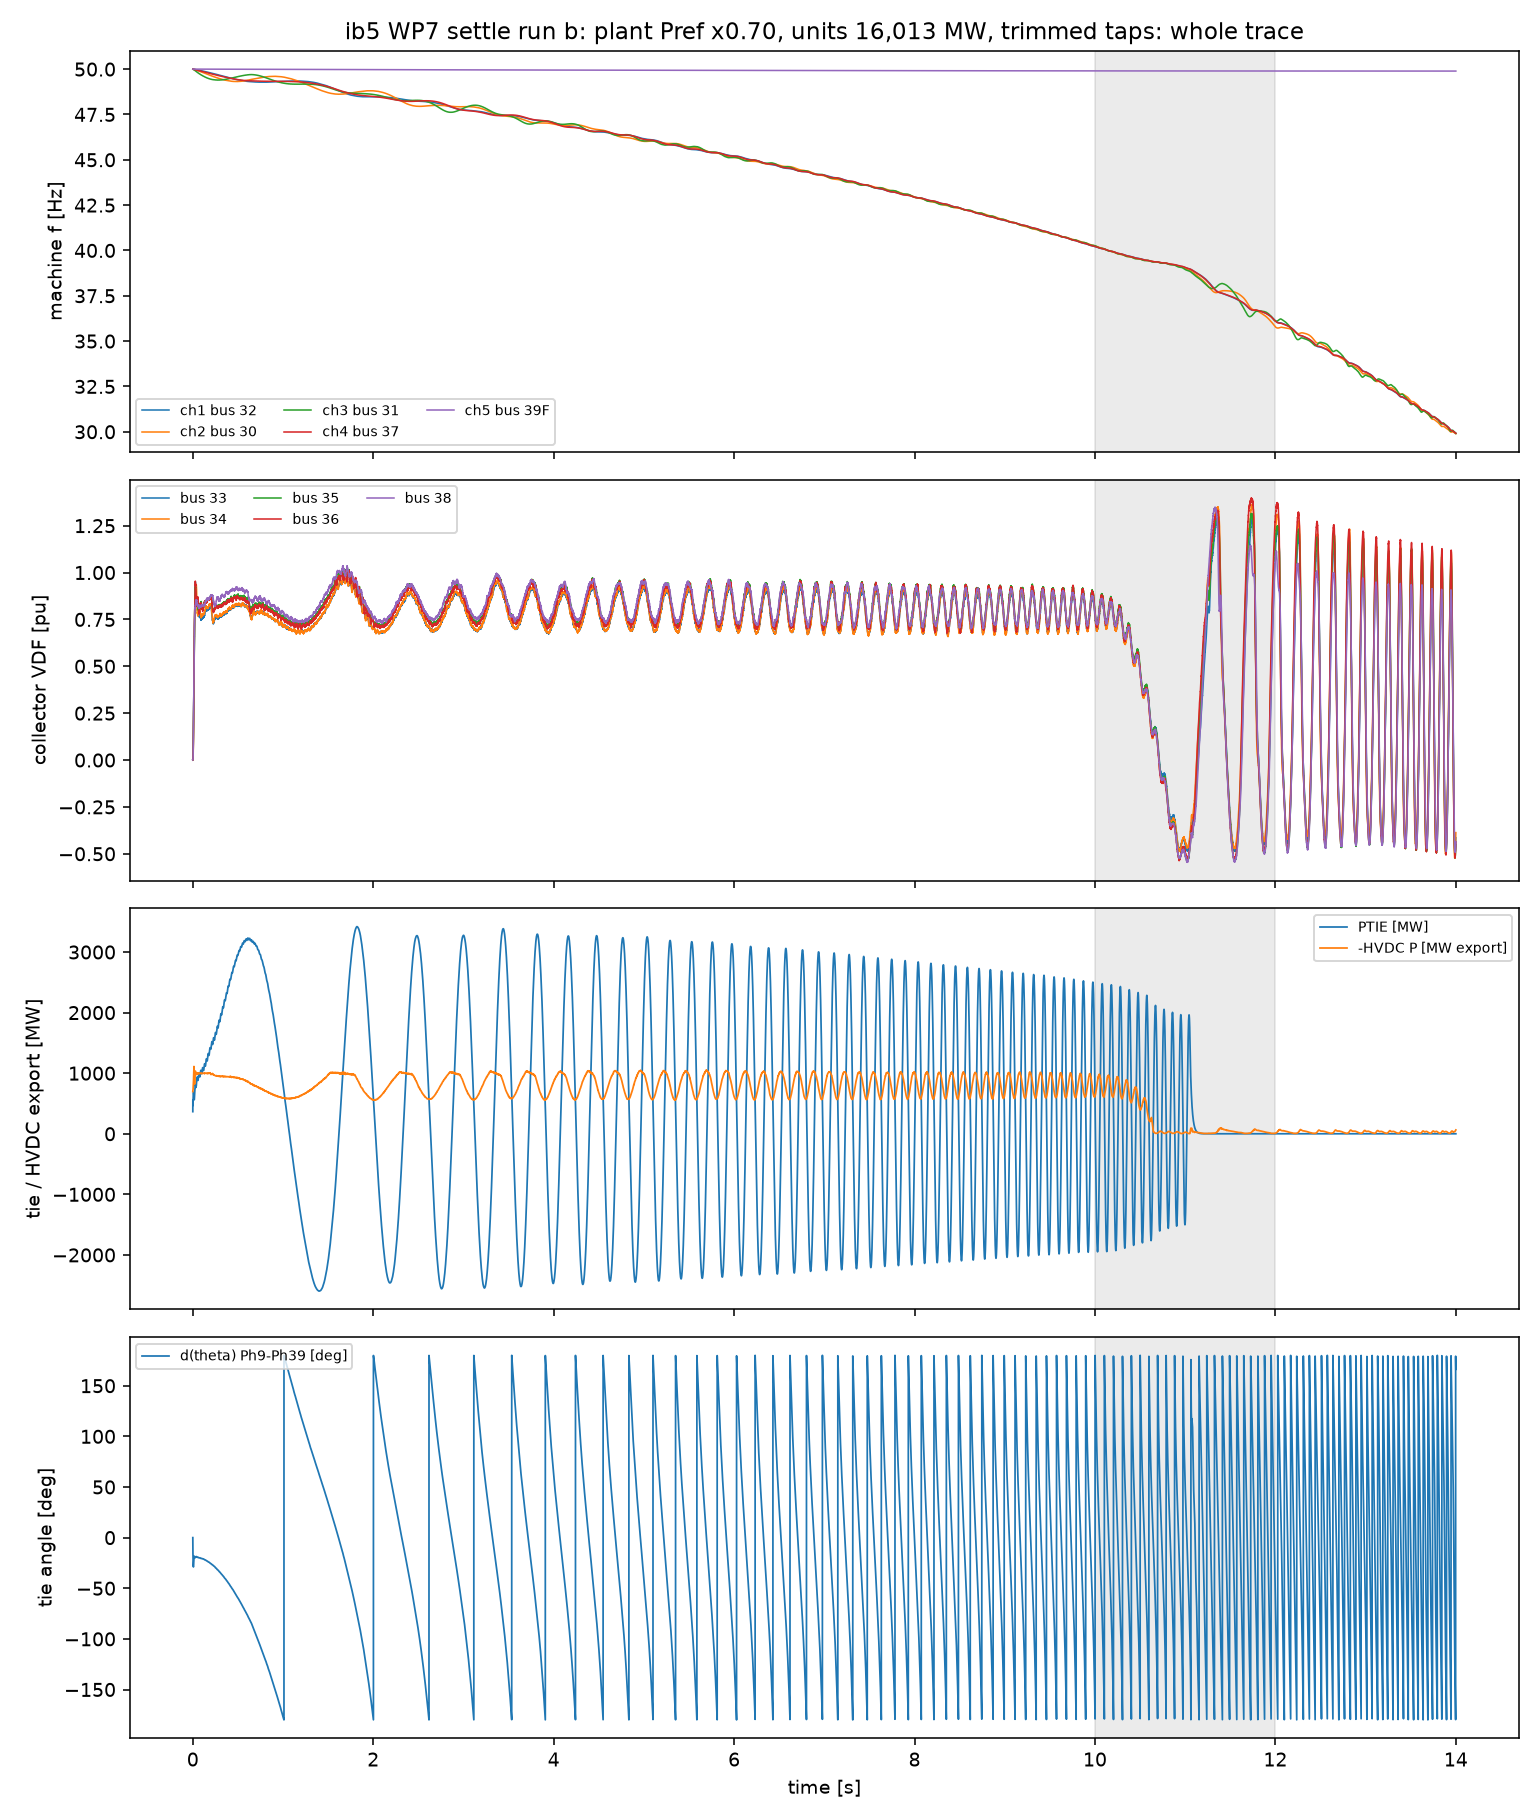 ib5 WP7 settle run b: plant Pref x0.70, units 16,013 MW, trimmed taps: whole trace
machine f [Hz]
50.0
47.5
45.0
42.5
40.0
37.5
35.0
32.5
30.0
ch1 bus 32
ch2 bus 30
ch3 bus 31
ch4 bus 37
ch5 bus 39F
collector VDF [pu]
1.25
1.00
0.75
0.50
0.25
0.00
−0.25
−0.50
bus 33
bus 34
bus 35
bus 36
bus 38
tie / HVDC export [MW]
3000
2000
1000
0
−1000
−2000
PTIE [MW]
-HVDC P [MW export]
tie angle [deg]
150
100
50
0
−50
−100
−150
d(theta) Ph9-Ph39 [deg]
0 2 4 6 8 10 12 14
time [s]